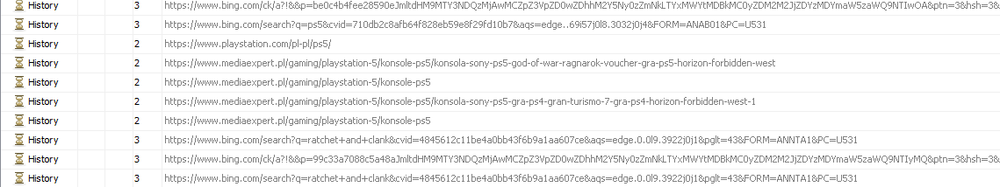 History 3 https://www.bing.com/ck/a?!&&p=be0c4b4fee28590eJmltdHM9MTY3NDQzMjAwMCZpZ3VpZD0wZDhhM2Y5Ny0zZmNkLTYxMWYtMDBkMC0yZDM2M2JjZDYzMDYmaW5zaWQ9NTIwOA&ptn=3&hsh=3&
History 3 https://www.bing.com/search?q=ps5&cvid=710db2c8afb64f828eb59e8f29fd10b7&aqs=edge..69i57j0l8.3032j0j4&FORM=ANAB01&PC=U531
History 2 https://www.playstation.com/pl-pl/ps5/
History 2 https://www.mediaexpert.pl/gaming/playstation-5/konsole-ps5/konsola-sony-ps5-god-of-war-ragnarok-voucher-gra-ps5-horizon-forbidden-west
History 2 https://www.mediaexpert.pl/gaming/playstation-5/konsole-ps5
History 2 https://www.mediaexpert.pl/gaming/playstation-5/konsole-ps5/konsola-sony-ps5-gra-ps4-gran-turismo-7-gra-ps4-horizon-forbidden-west-1
History 2 https://www.mediaexpert.pl/gaming/playstation-5/konsole-ps5
History 3 https://www.bing.com/search?q=ratchet+and+clank&cvid=4845612c11be4a0bb43f6b9a1aa607ce&aqs=edge.0.0l9.3922j0j1&pglt=43&FORM=ANNTA1&PC=U531
History 3 https://www.bing.com/ck/a?!&&p=99c33a7088c5a48aJmltdHM9MTY3NDQzMjAwMCZpZ3VpZD0wZDhhM2Y5Ny0zZmNkLTYxMWYtMDBkMC0yZDM2M2JjZDYzMDYmaW5zaWQ9NTIyMQ&ptn=3&hsh=3&
History 3 https://www.bing.com/search?q=ratchet+and+clank&cvid=4845612c11be4a0bb43f6b9a1aa607ce&aqs=edge.0.0l9.3922j0j1&pglt=43&FORM=ANNTA1&PC=U531